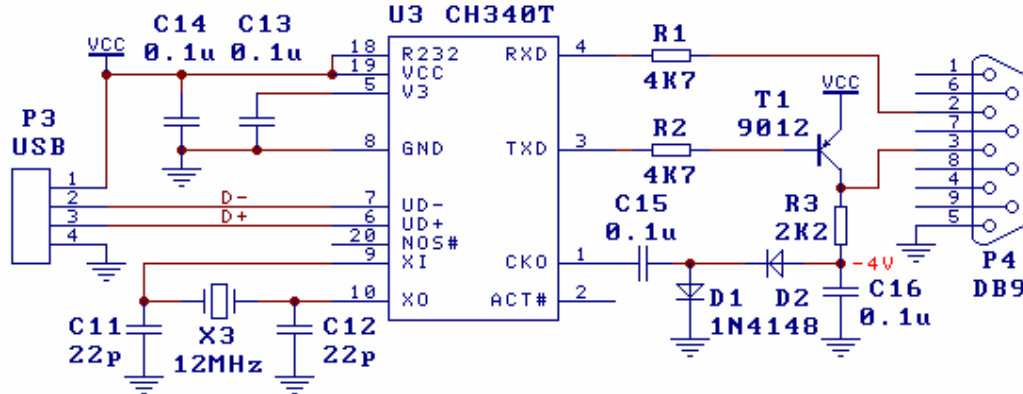 U3 CH340T
C14 C13
0.1u 0.1u
VCC
18 R232
19 VCC
5 V3
8 GND
7 UD-
6 UD+
20 NOS#
9 XI
10 XO
RXD 4
TXD 3
CKO 1
ACT# 2
P3
USB
1
2
3
4
D-
D+
C11
22p
X3
12MHz
C12
22p
R1
4K7
R2
4K7
T1
9012
VCC
C15
0.1u
R3
2K2
-4V
D1
1N4148
D2
C16
0.1u
1
6
2
7
3
8
4
9
5
P4
DB9